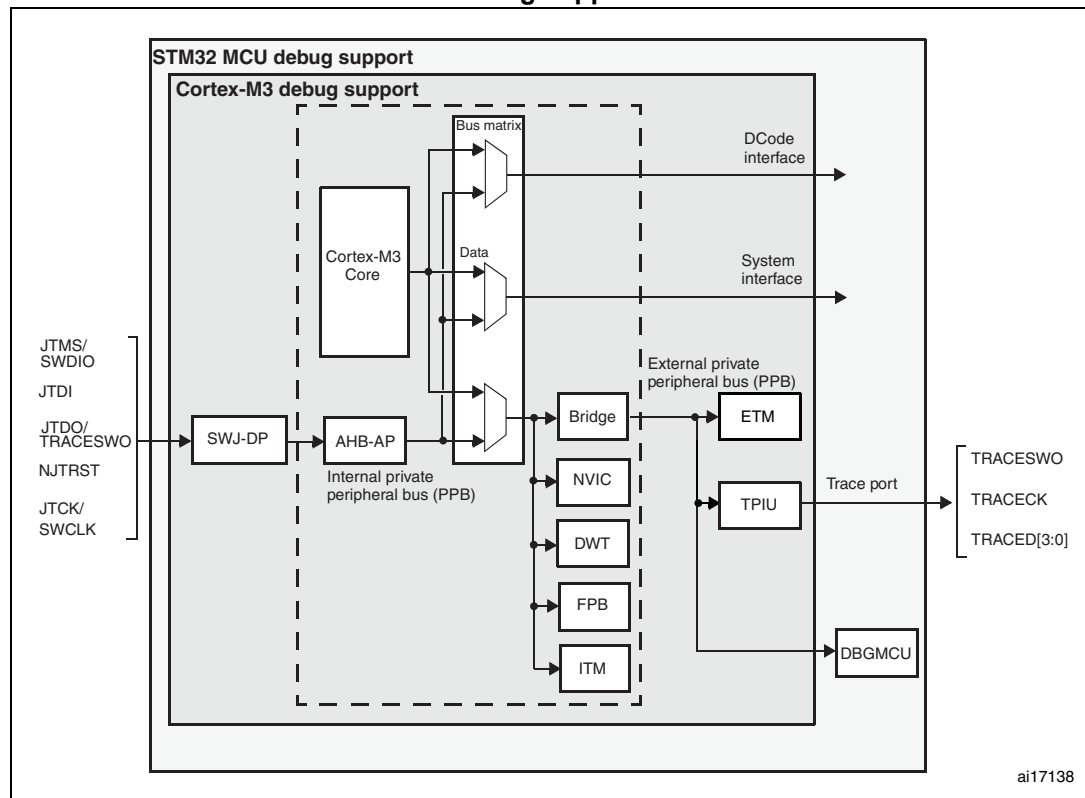 STM32 MCU debug support
Cortex-M3 debug support
Bus matrix
DCode
interface
Cortex-M3
Core
Data
System
interface
JTMS/
SWDIO
JTDI
JTDO/
TRACESWO
NJTRST
JTCK/
SWCLK
SWJ-DP
AHB-AP
Internal private
peripheral bus (PPB)
External private
peripheral bus (PPB)
Bridge
NVIC
DWT
FPB
ITM
ETM
TPIU
Trace port
TRACESWO
TRACECK
TRACED[3:0]
DBGMCU
ai17138